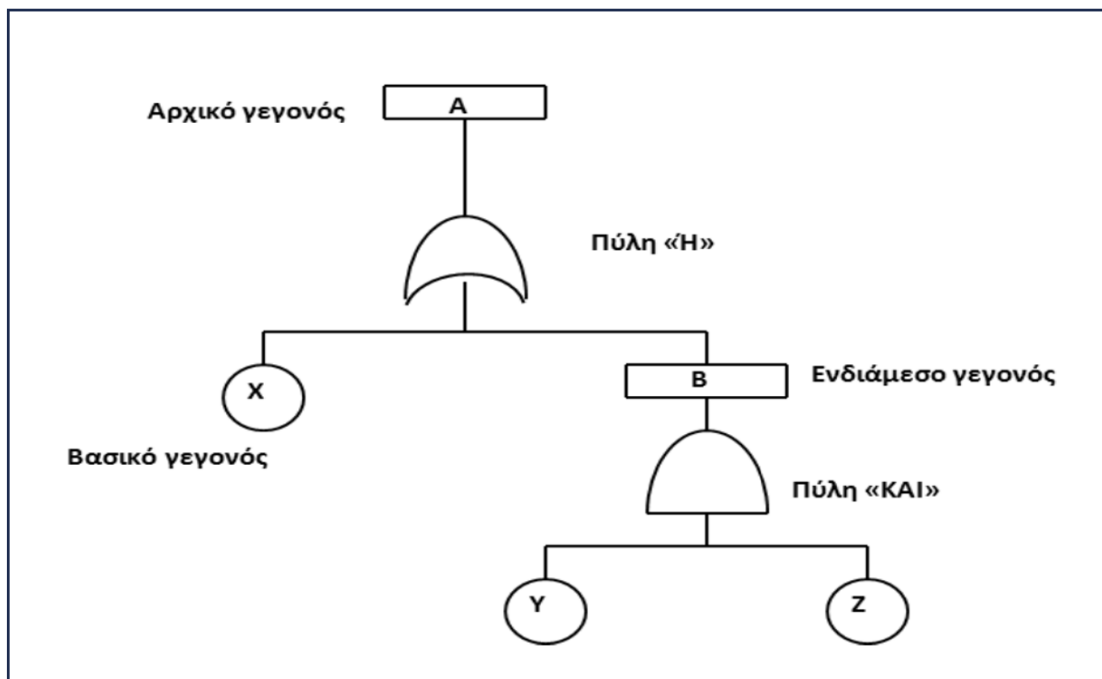 Α
Αρχικό γεγονός
Πύλη «Ή»
Χ
Β
Ενδιάμεσο γεγονός
Βασικό γεγονός
Πύλη «ΚΑΙ»
Υ
Ζ